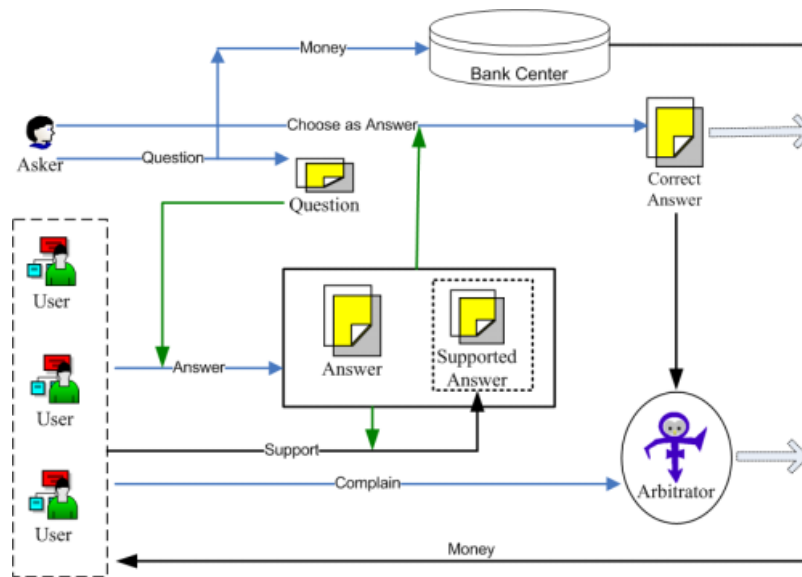 Money
Bank Center
Choose as Answer
Asker
Question
Question
Correct
Answer
User
Answer
Answer
Supported
Answer
User
Support
Complain
User
Arbitrator
Money